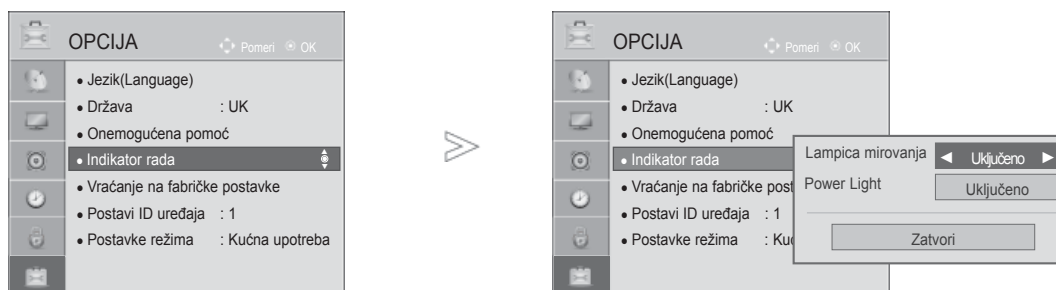 OPCIJA
Pomeri OK
Jezik(Language)
Država : UK
Onemogućena pomoć
Indikator rada
Vraćanje na fabričke postavke
Postavi ID uređaja : 1
Postavke režima : Kućna upotreba
OPCIJA
Pomeri OK
Jezik(Language)
Država : UK
Onemogućena pomoć
Indikator rada
Vraćanje na fabričke post
Postavi ID uređaja : 1
Postavke režima : Kuć
Lampica mirovanja ◄ Uključeno ►
Power Light Uključeno
Zatvori